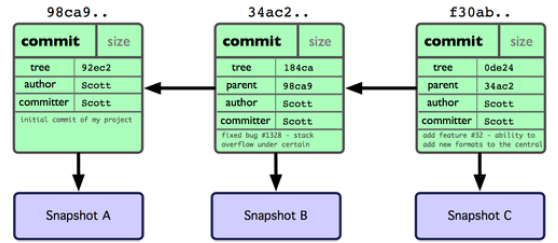 98ca9..
34ac2..
f30ab..
commit size
tree 92ec2
author Scott
committer Scott
initial commit of my project
commit size
tree 184ca
parent 98ca9
author Scott
committer Scott
fixed bug #1328 - stack
overflow under certain
commit size
tree 0de24
parent 34ac2
author Scott
committer Scott
add feature #32 - ability to
add new formats to the central
Snapshot A
Snapshot B
Snapshot C